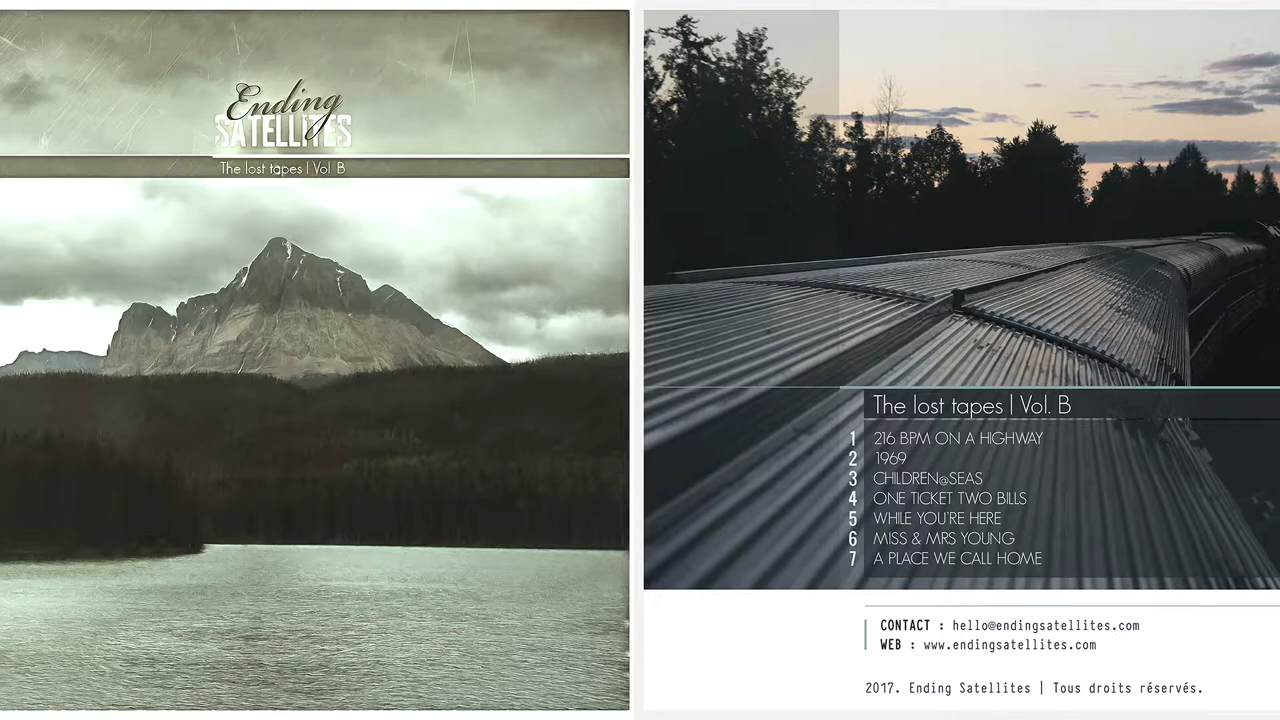 Ending
SATELLITES
The lost tapes | Vol. B
The lost tapes | Vol. B
1 216 BPM ON A HIGHWAY
2 1969
3 CHILDREN@SEAS
4 ONE TICKET TWO BILLS
5 WHILE YOU'RE HERE
6 MISS & MRS YOUNG
7 A PLACE WE CALL HOME
CONTACT : hello@endingsatellites.com
WEB : www.endingsatellites.com
2017. Ending Satellites | Tous droits réservés.